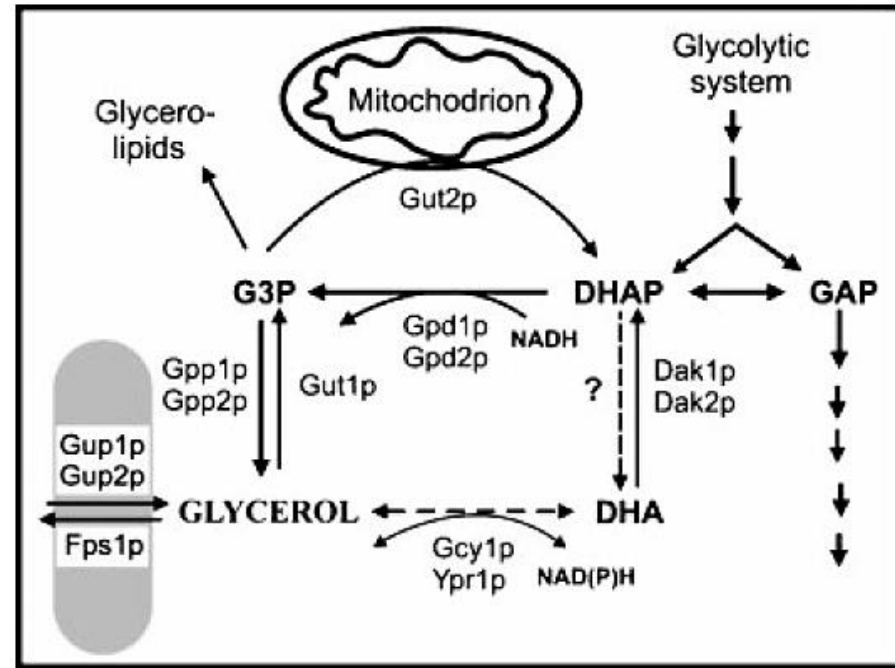 Glycero-
lipids
Mitochodrion
Glycolytic
system
Gut2p
G3P
DHAP
GAP
Gpd1p
Gpd2p
NADH
Gpp1p
Gpp2p
Gut1p
?
Dak1p
Dak2p
Gup1p
Gup2p
Fps1p
GLYCEROL
DHA
Gcy1p
Ypr1p
NAD(P)H